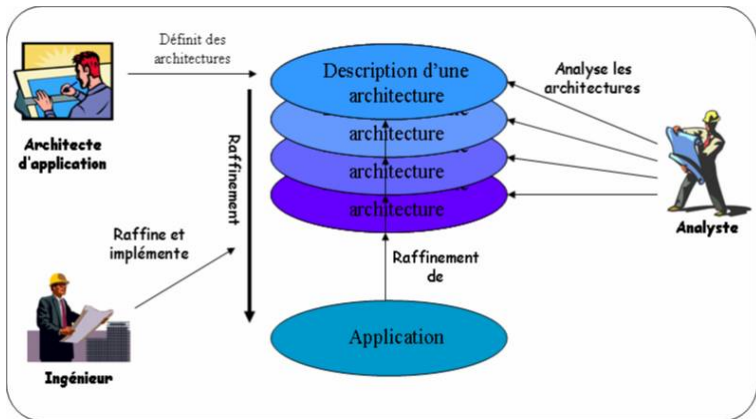 Définit des
architectures
Description d'une
architecture
Analyse les
architectures
architecture
architecture
architecture
Architecte
d'application
Raffinement
Analyste
Raffine et
implémente
Raffinement
de
Application
Ingénieur